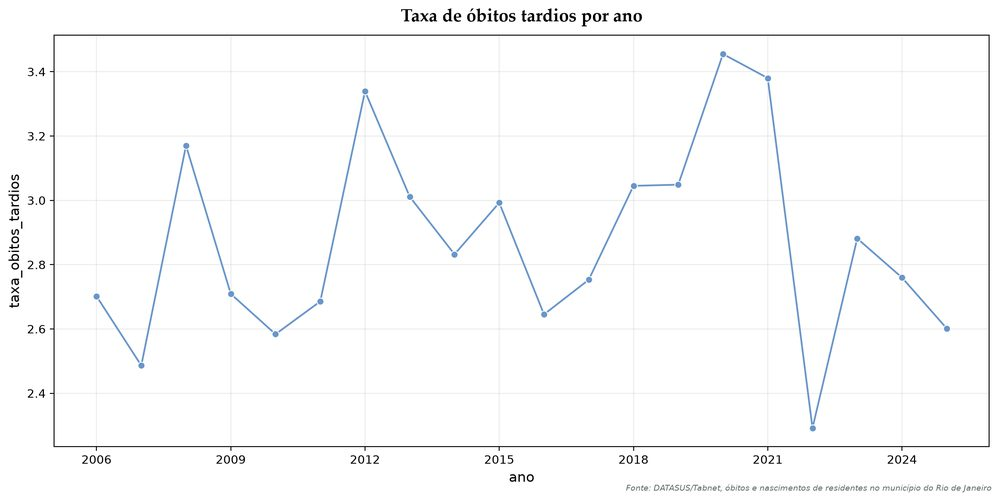 Taxa de óbitos tardios por ano
taxa_obitos_tardios
3.4
3.2
3.0
2.8
2.6
2.4
2006 2009 2012 2015 2018 2021 2024
ano
Fonte: DATASUS/Tabnet, óbitos e nascimentos de residentes no município do Rio de Janeiro